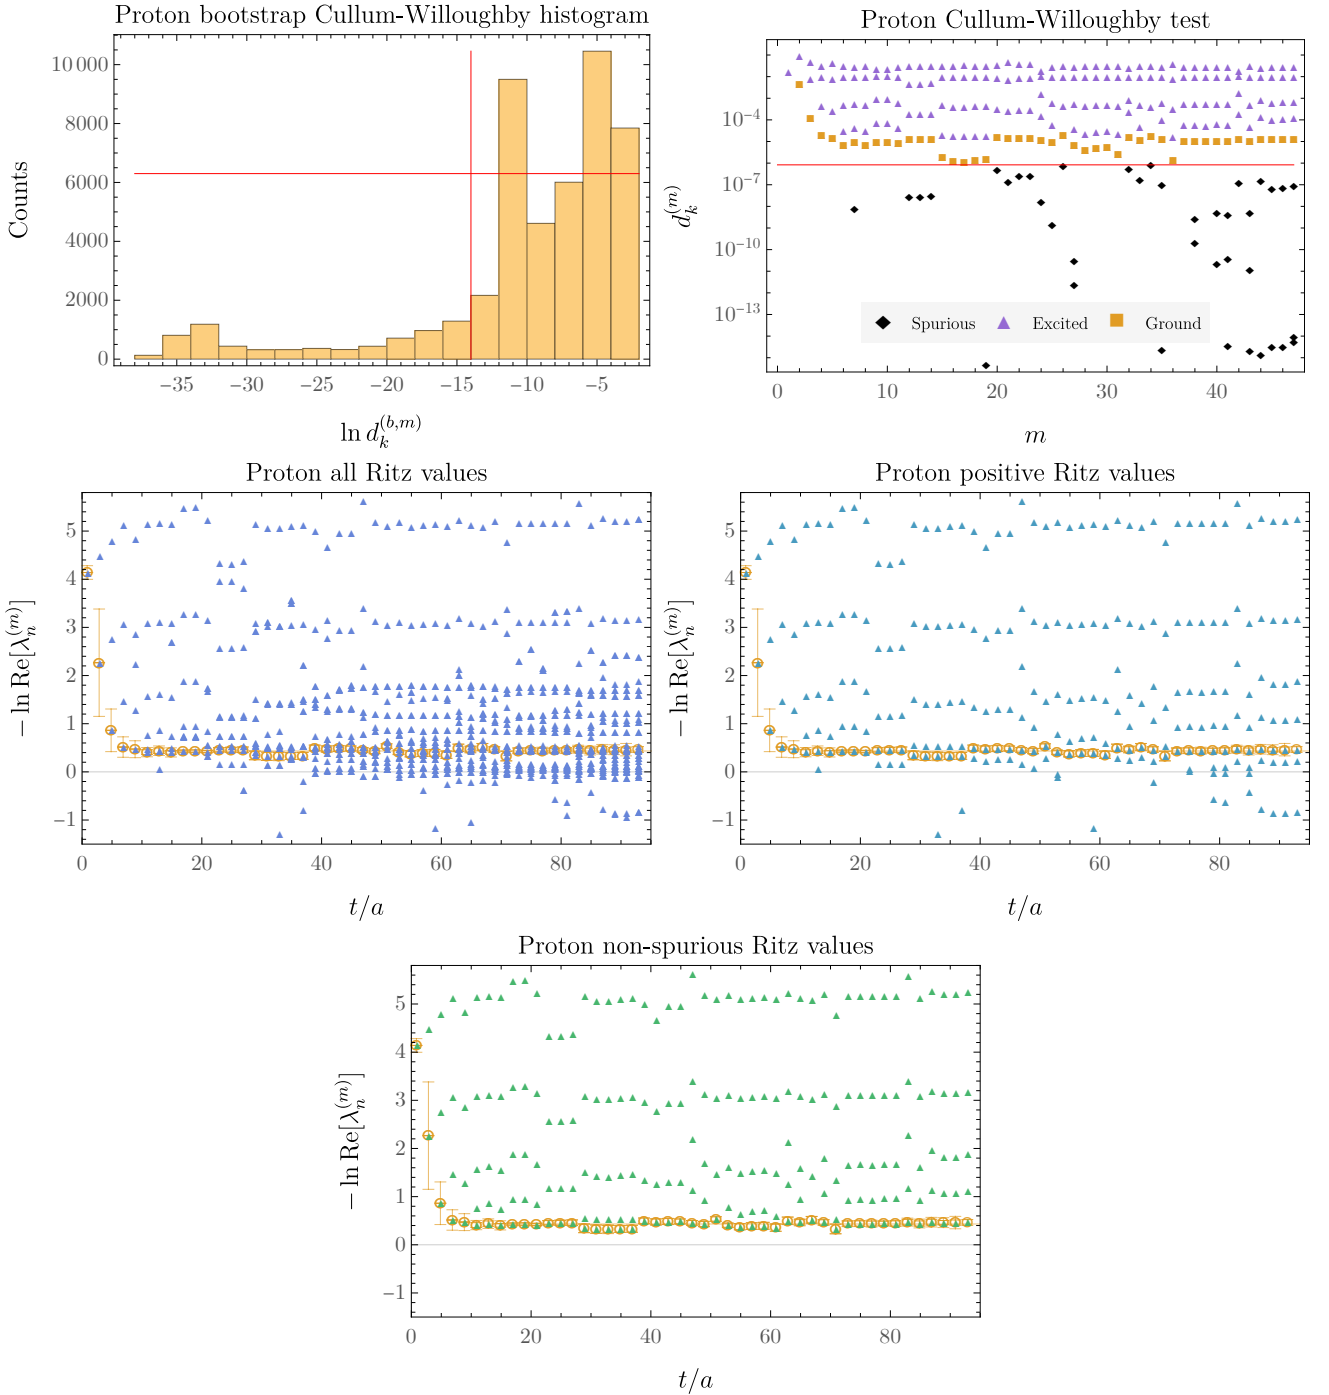 Proton bootstrap Cullum-Willoughby histogram
Counts
10 000
8000
6000
4000
2000
0
−35 −30 −25 −20 −15 −10 −5
ln d_k^{(b,m)}
Proton Cullum-Willoughby test
d_k^{(m)}
10^{−4}
10^{−7}
10^{−10}
10^{−13}
Spurious Excited Ground
0 10 20 30 40
m
Proton all Ritz values
− ln Re[λ_n^{(m)}]
5
4
3
2
1
0
−1
0 20 40 60 80
t/a
Proton positive Ritz values
− ln Re[λ_n^{(m)}]
5
4
3
2
1
0
−1
0 20 40 60 80
t/a
Proton non-spurious Ritz values
− ln Re[λ_n^{(m)}]
5
4
3
2
1
0
−1
0 20 40 60 80
t/a